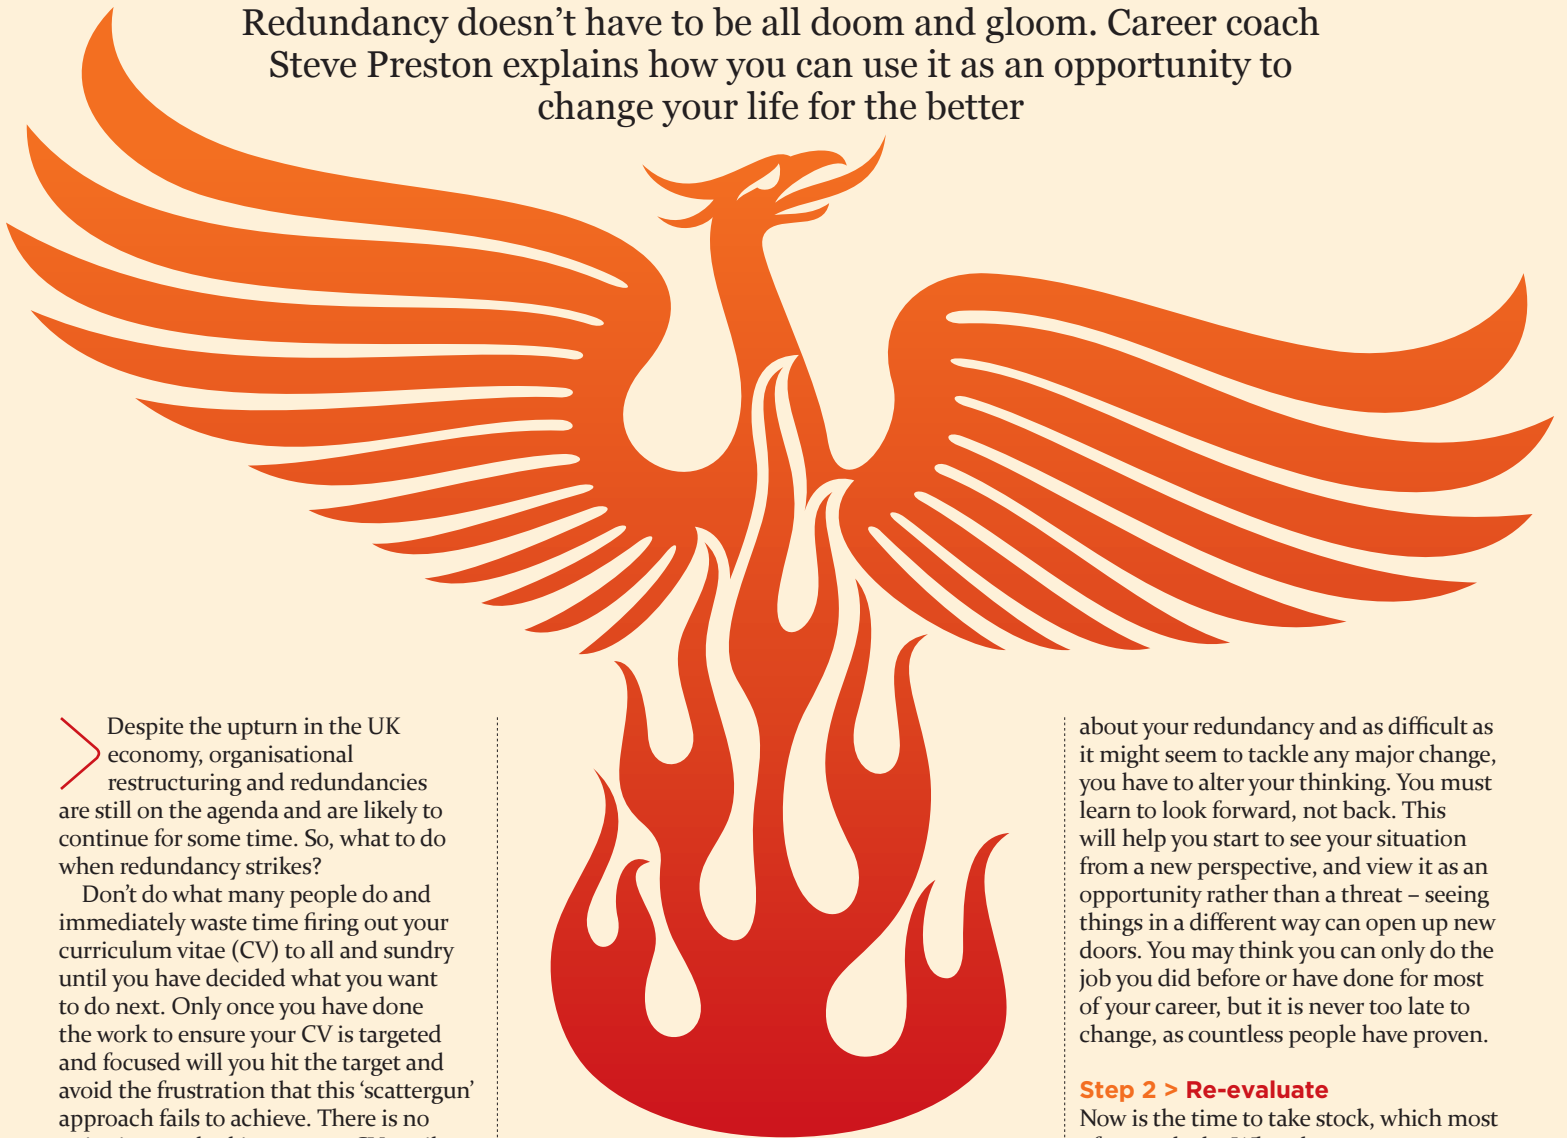 Redundancy doesn't have to be all doom and gloom. Career coach
Steve Preston explains how you can use it as an opportunity to
change your life for the better
Despite the upturn in the UK
economy, organisational
restructuring and redundancies
are still on the agenda and are likely to
continue for some time. So, what to do
when redundancy strikes?
Don't do what many people do and
immediately waste time firing out your
curriculum vitae (CV) to all and sundry
until you have decided what you want
to do next. Only once you have done
the work to ensure your CV is targeted
and focused will you hit the target and
avoid the frustration that this 'scattergun'
approach fails to achieve. There is no
about your redundancy and as difficult as
it might seem to tackle any major change,
you have to alter your thinking. You must
learn to look forward, not back. This
will help you start to see your situation
from a new perspective, and view it as an
opportunity rather than a threat – seeing
things in a different way can open up new
doors. You may think you can only do the
job you did before or have done for most
of your career, but it is never too late to
change, as countless people have proven.
Step 2 > Re-evaluate
Now is the time to take stock, which most